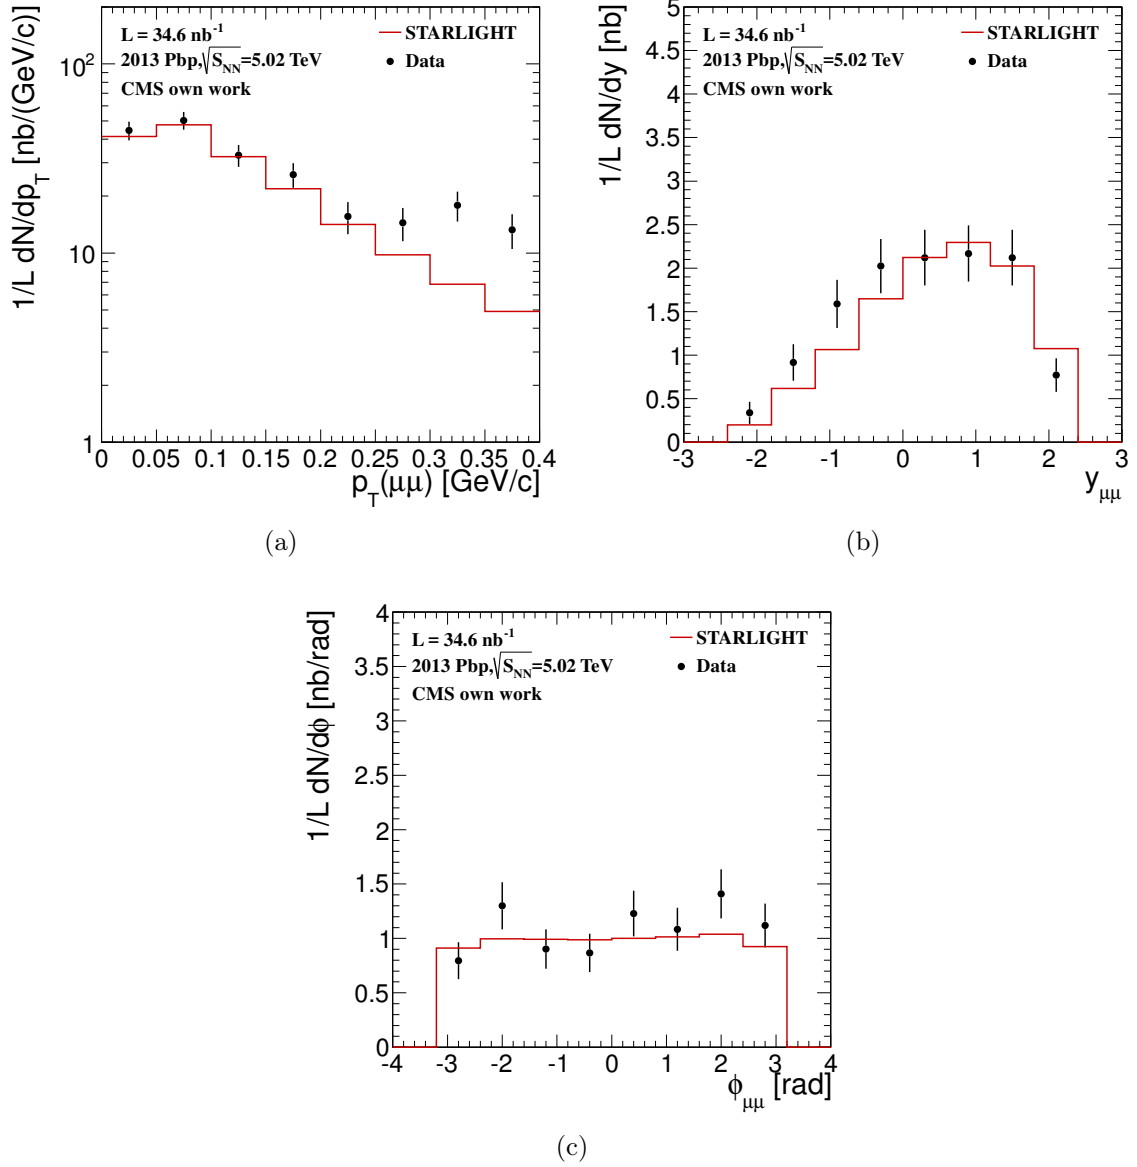 L = 34.6 nb⁻¹
2013 Pbp,√S_NN=5.02 TeV
CMS own work
STARLIGHT
Data
1/L dN/dp_T [nb/(GeV/c)]
10²
10
1
0 0.05 0.1 0.15 0.2 0.25 0.3 0.35 0.4
p_T(μμ) [GeV/c]
(a)
L = 34.6 nb⁻¹
2013 Pbp,√S_NN=5.02 TeV
CMS own work
STARLIGHT
Data
1/L dN/dy [nb]
5
4.5
4
3.5
3
2.5
2
1.5
1
0.5
0
-3 -2 -1 0 1 2 3
y_μμ
(b)
L = 34.6 nb⁻¹
2013 Pbp,√S_NN=5.02 TeV
CMS own work
STARLIGHT
Data
1/L dN/dϕ [nb/rad]
4
3.5
3
2.5
2
1.5
1
0.5
0
-4 -3 -2 -1 0 1 2 3 4
ϕ_μμ [rad]
(c)